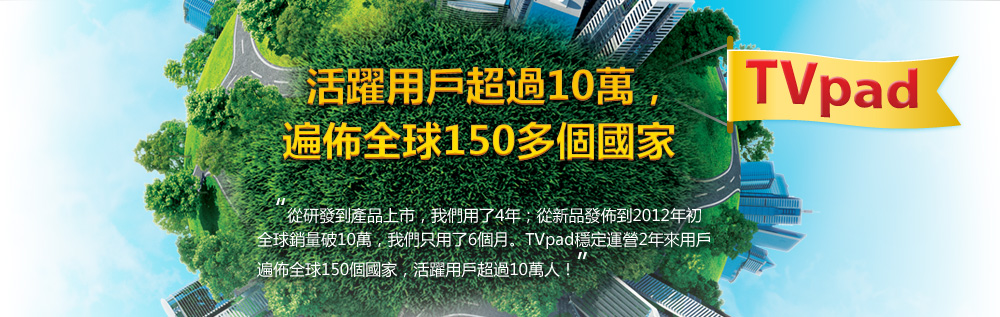 活躍用戶超過10萬，
TVpad
遍佈全球150多個國家
"從研發到產品上市，我們用了4年；從新品發佈到2012年初
全球銷量破10萬，我們只用了6個月。TVpad穩定運營2年來用戶
遍佈全球150個國家，活躍用戶超過10萬人！"